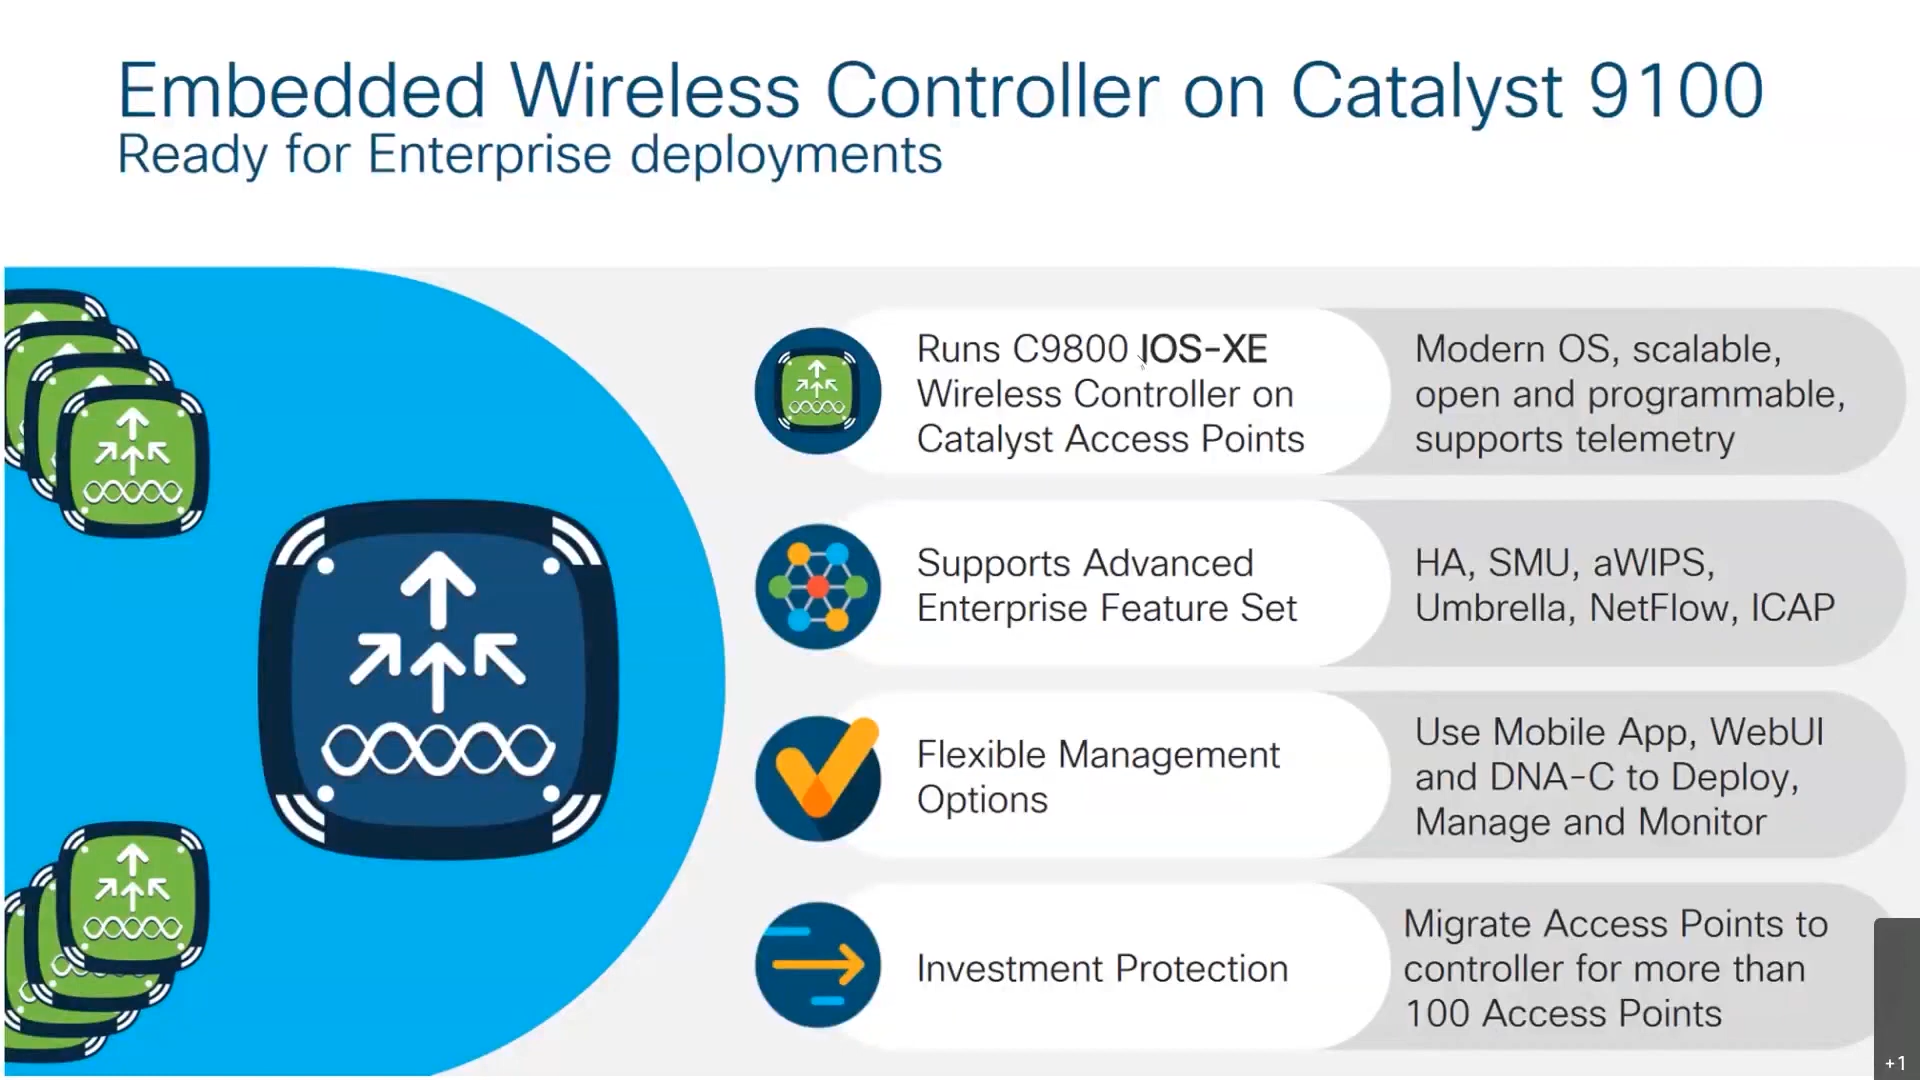 Embedded Wireless Controller on Catalyst 9100
Ready for Enterprise deployments
Runs C9800 IOS-XE
Wireless Controller on
Catalyst Access Points
Modern OS, scalable,
open and programmable,
supports telemetry
Supports Advanced
Enterprise Feature Set
HA, SMU, aWIPS,
Umbrella, NetFlow, ICAP
Flexible Management
Options
Use Mobile App, WebUI
and DNA-C to Deploy,
Manage and Monitor
Investment Protection
Migrate Access Points to
controller for more than
100 Access Points
+1